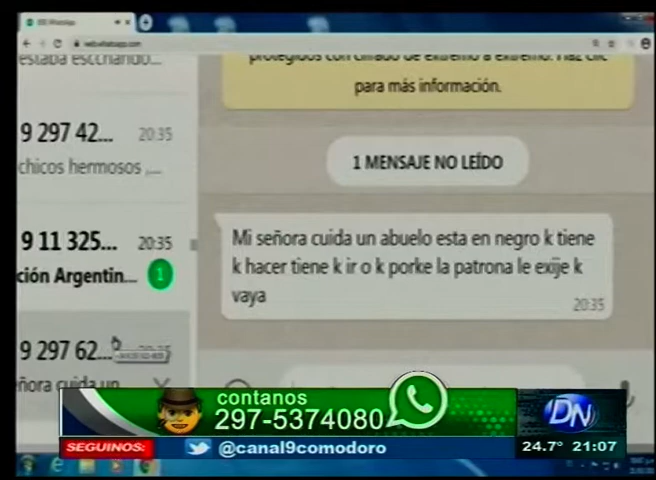 web.whatsapp.com
protegidos con cifrado de extremo a extremo. Haz clic
para más información.
9 297 42...
20:35
chicos hermosos ,...
1 MENSAJE NO LEÍDO
9 11 325...
20:35
ción Argentin...
1
Mi señora cuida un abuelo esta en negro k tiene
k hacer tiene k ir o k porke la patrona le exije k
vaya
20:35
9 297 62...
ñora cuida un
contanos
297-5374080
DN
SEGUINOS:
@canal9comodoro
24.7° 21:07